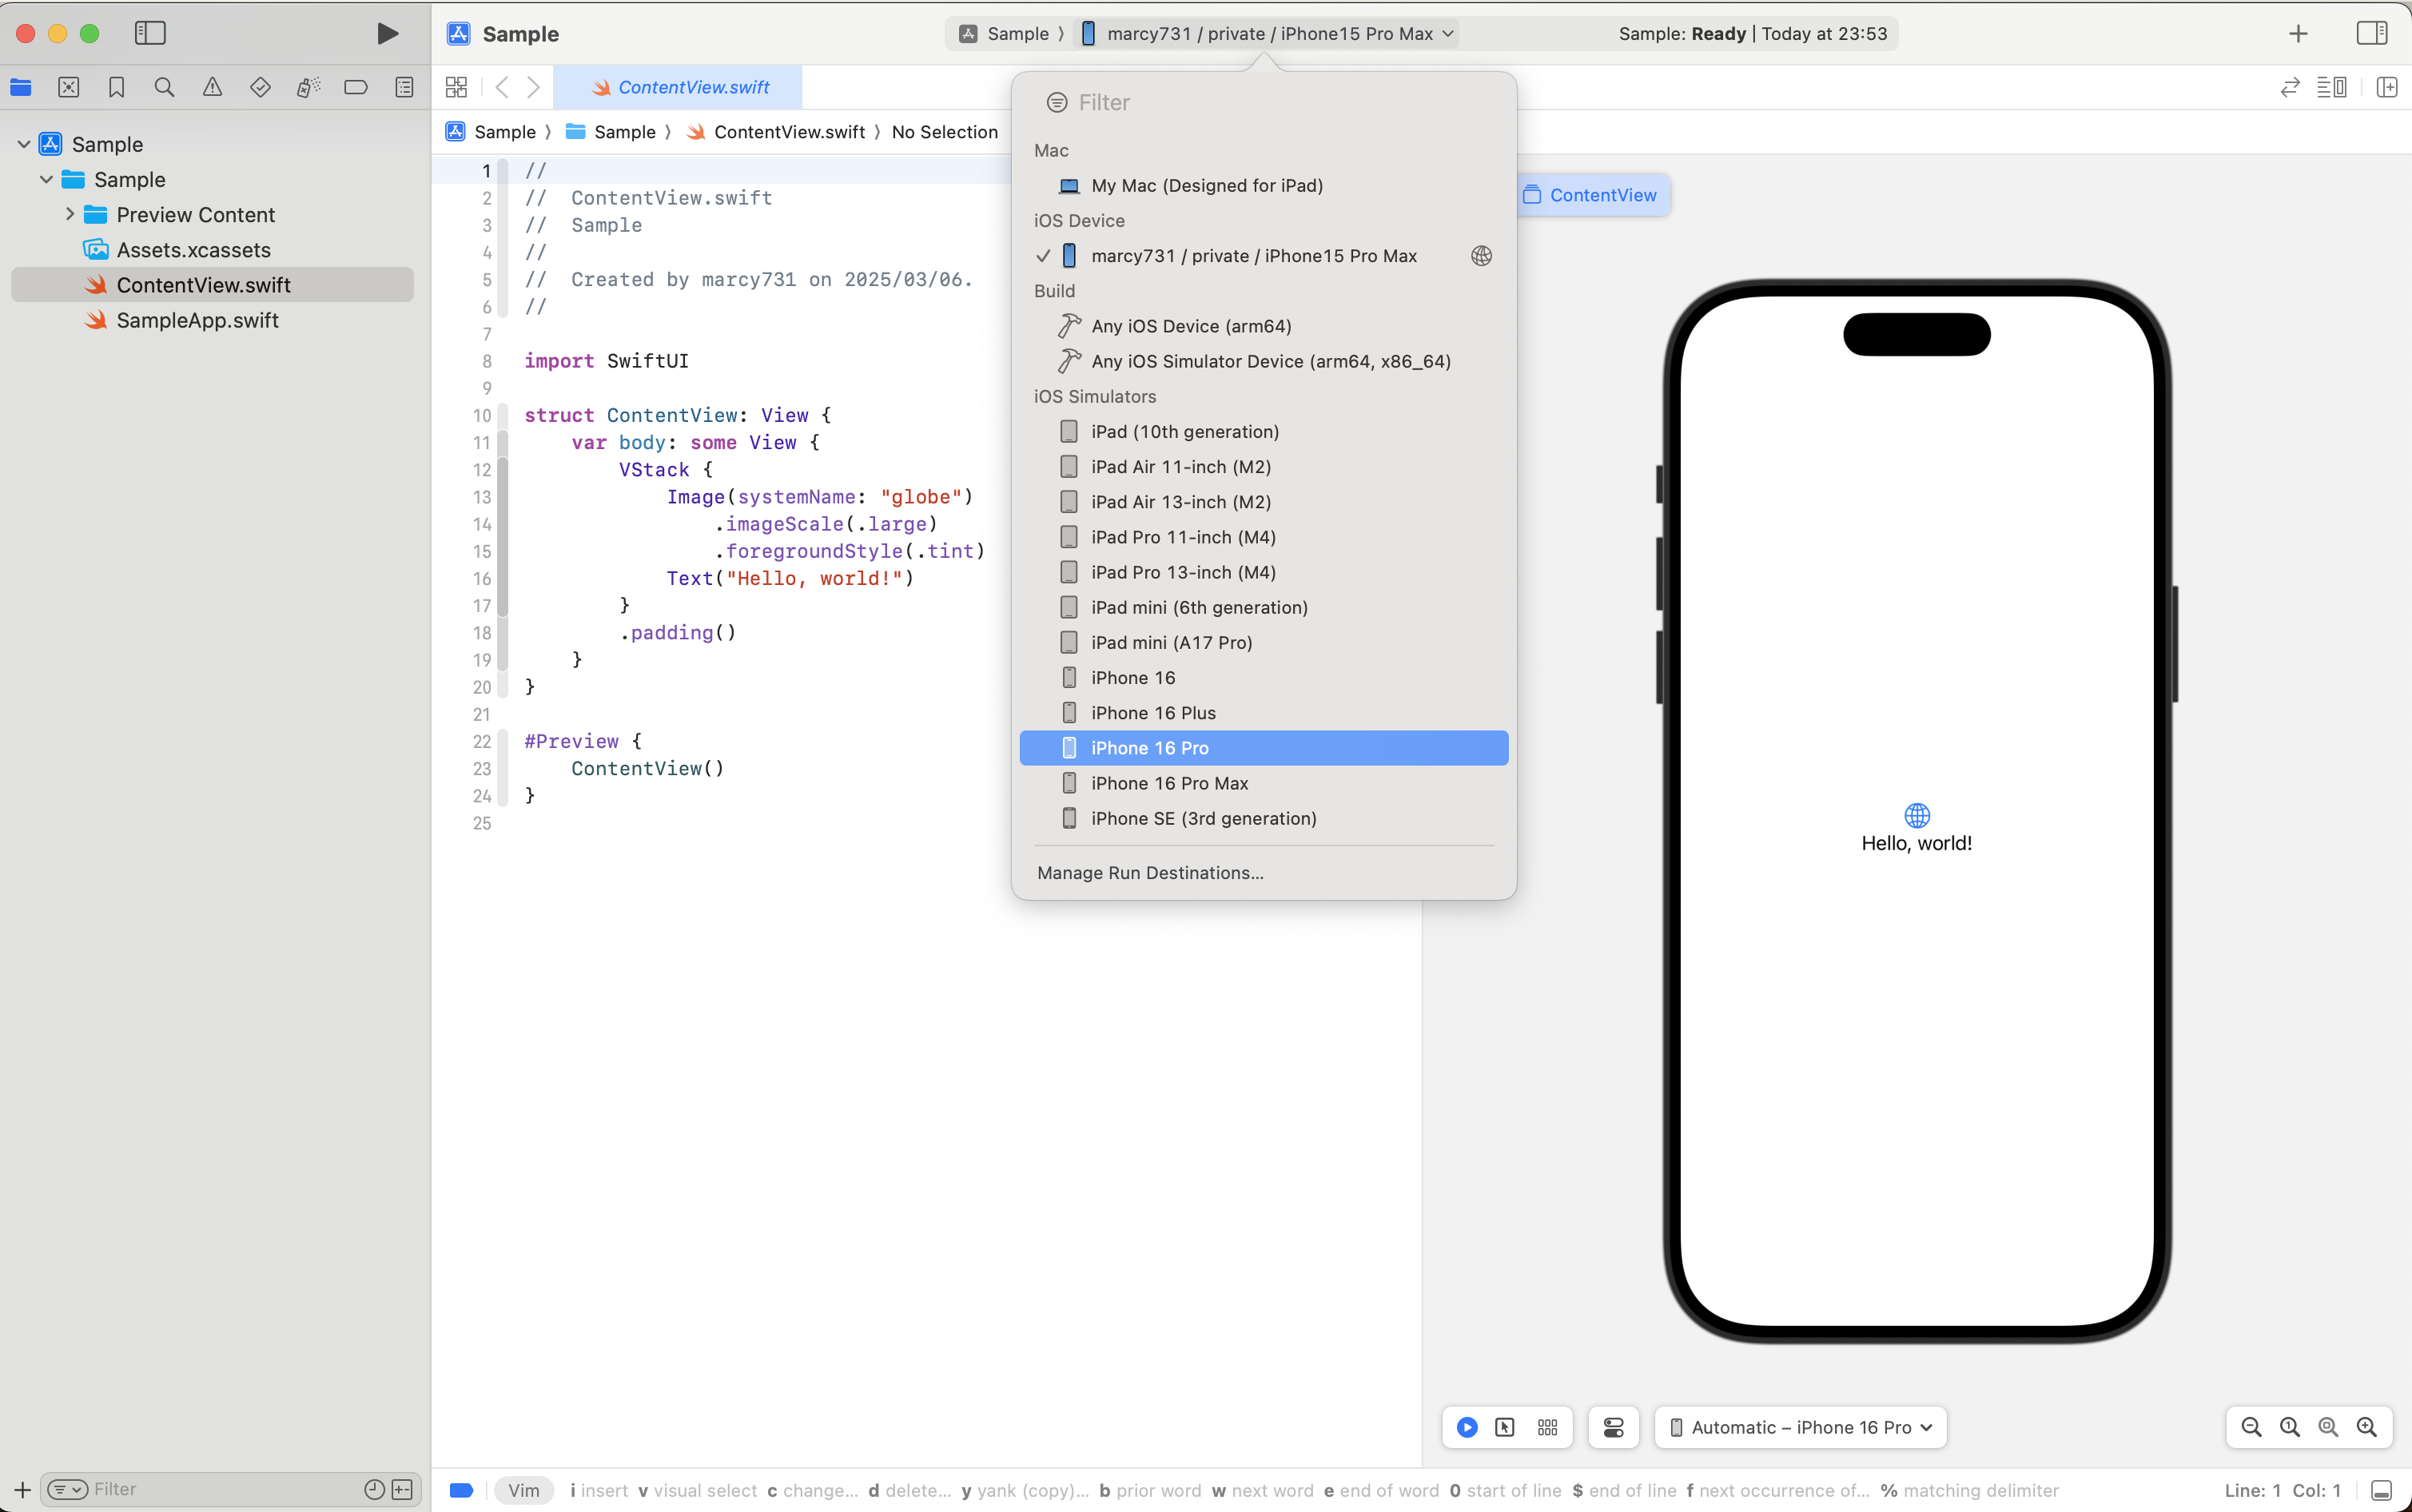 Sample
Sample 〉 marcy731 / private / iPhone15 Pro Max
Sample: Ready | Today at 23:53
ContentView.swift
Sample 〉 Sample 〉 ContentView.swift 〉 No Selection
Sample
Sample
Preview Content
Assets.xcassets
ContentView.swift
SampleApp.swift
1 //
2 //  ContentView.swift
3 //  Sample
4 //
5 //  Created by marcy731 on 2025/03/06.
6 //
7
8 import SwiftUI
9
10 struct ContentView: View {
11     var body: some View {
12         VStack {
13             Image(systemName: "globe")
14                 .imageScale(.large)
15                 .foregroundStyle(.tint)
16             Text("Hello, world!")
17         }
18         .padding()
19     }
20 }
21
22 #Preview {
23     ContentView()
24 }
25
Filter
Mac
My Mac (Designed for iPad)
iOS Device
marcy731 / private / iPhone15 Pro Max
Build
Any iOS Device (arm64)
Any iOS Simulator Device (arm64, x86_64)
iOS Simulators
iPad (10th generation)
iPad Air 11-inch (M2)
iPad Air 13-inch (M2)
iPad Pro 11-inch (M4)
iPad Pro 13-inch (M4)
iPad mini (6th generation)
iPad mini (A17 Pro)
iPhone 16
iPhone 16 Plus
iPhone 16 Pro
iPhone 16 Pro Max
iPhone SE (3rd generation)
Manage Run Destinations...
ContentView
Hello, world!
Automatic – iPhone 16 Pro
Filter
Vim i insert v visual select c change... d delete... y yank (copy)... b prior word w next word e end of word 0 start of line $ end of line f next occurrence of... % matching delimiter
Line: 1 Col: 1